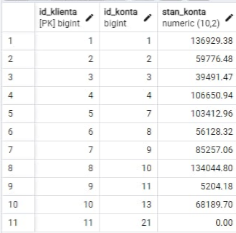 id_klienta id_konta stan_konta
[PK] bigint bigint numeric (10,2)
1 1 1 136929.38
2 2 2 59776.48
3 3 3 39491.47
4 4 4 106650.94
5 5 7 103412.96
6 6 8 56128.32
7 7 9 85257.06
8 8 10 134044.80
9 9 11 5204.18
10 10 13 68189.70
11 11 21 0.00